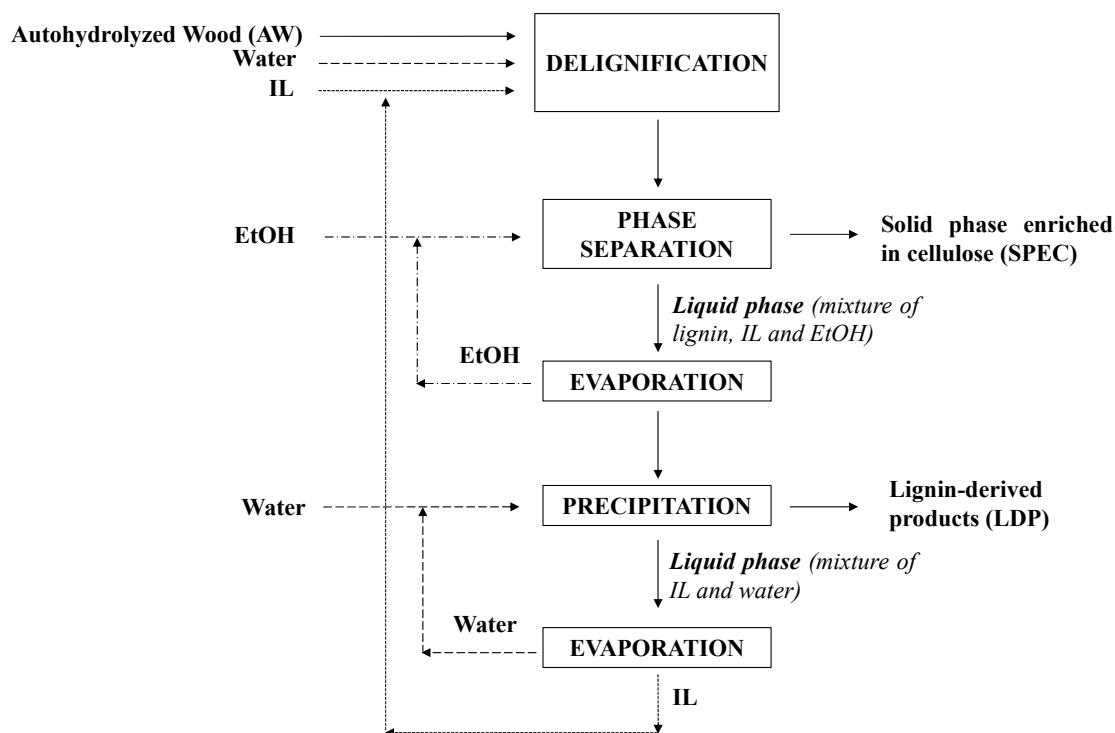 Autohydrolyzed Wood (AW)
Water
IL
DELIGNIFICATION
EtOH
PHASE
SEPARATION
Solid phase enriched
in cellulose (SPEC)
Liquid phase (mixture of
lignin, IL and EtOH)
EtOH
EVAPORATION
Water
PRECIPITATION
Lignin-derived
products (LDP)
Liquid phase (mixture of
IL and water)
Water
EVAPORATION
IL